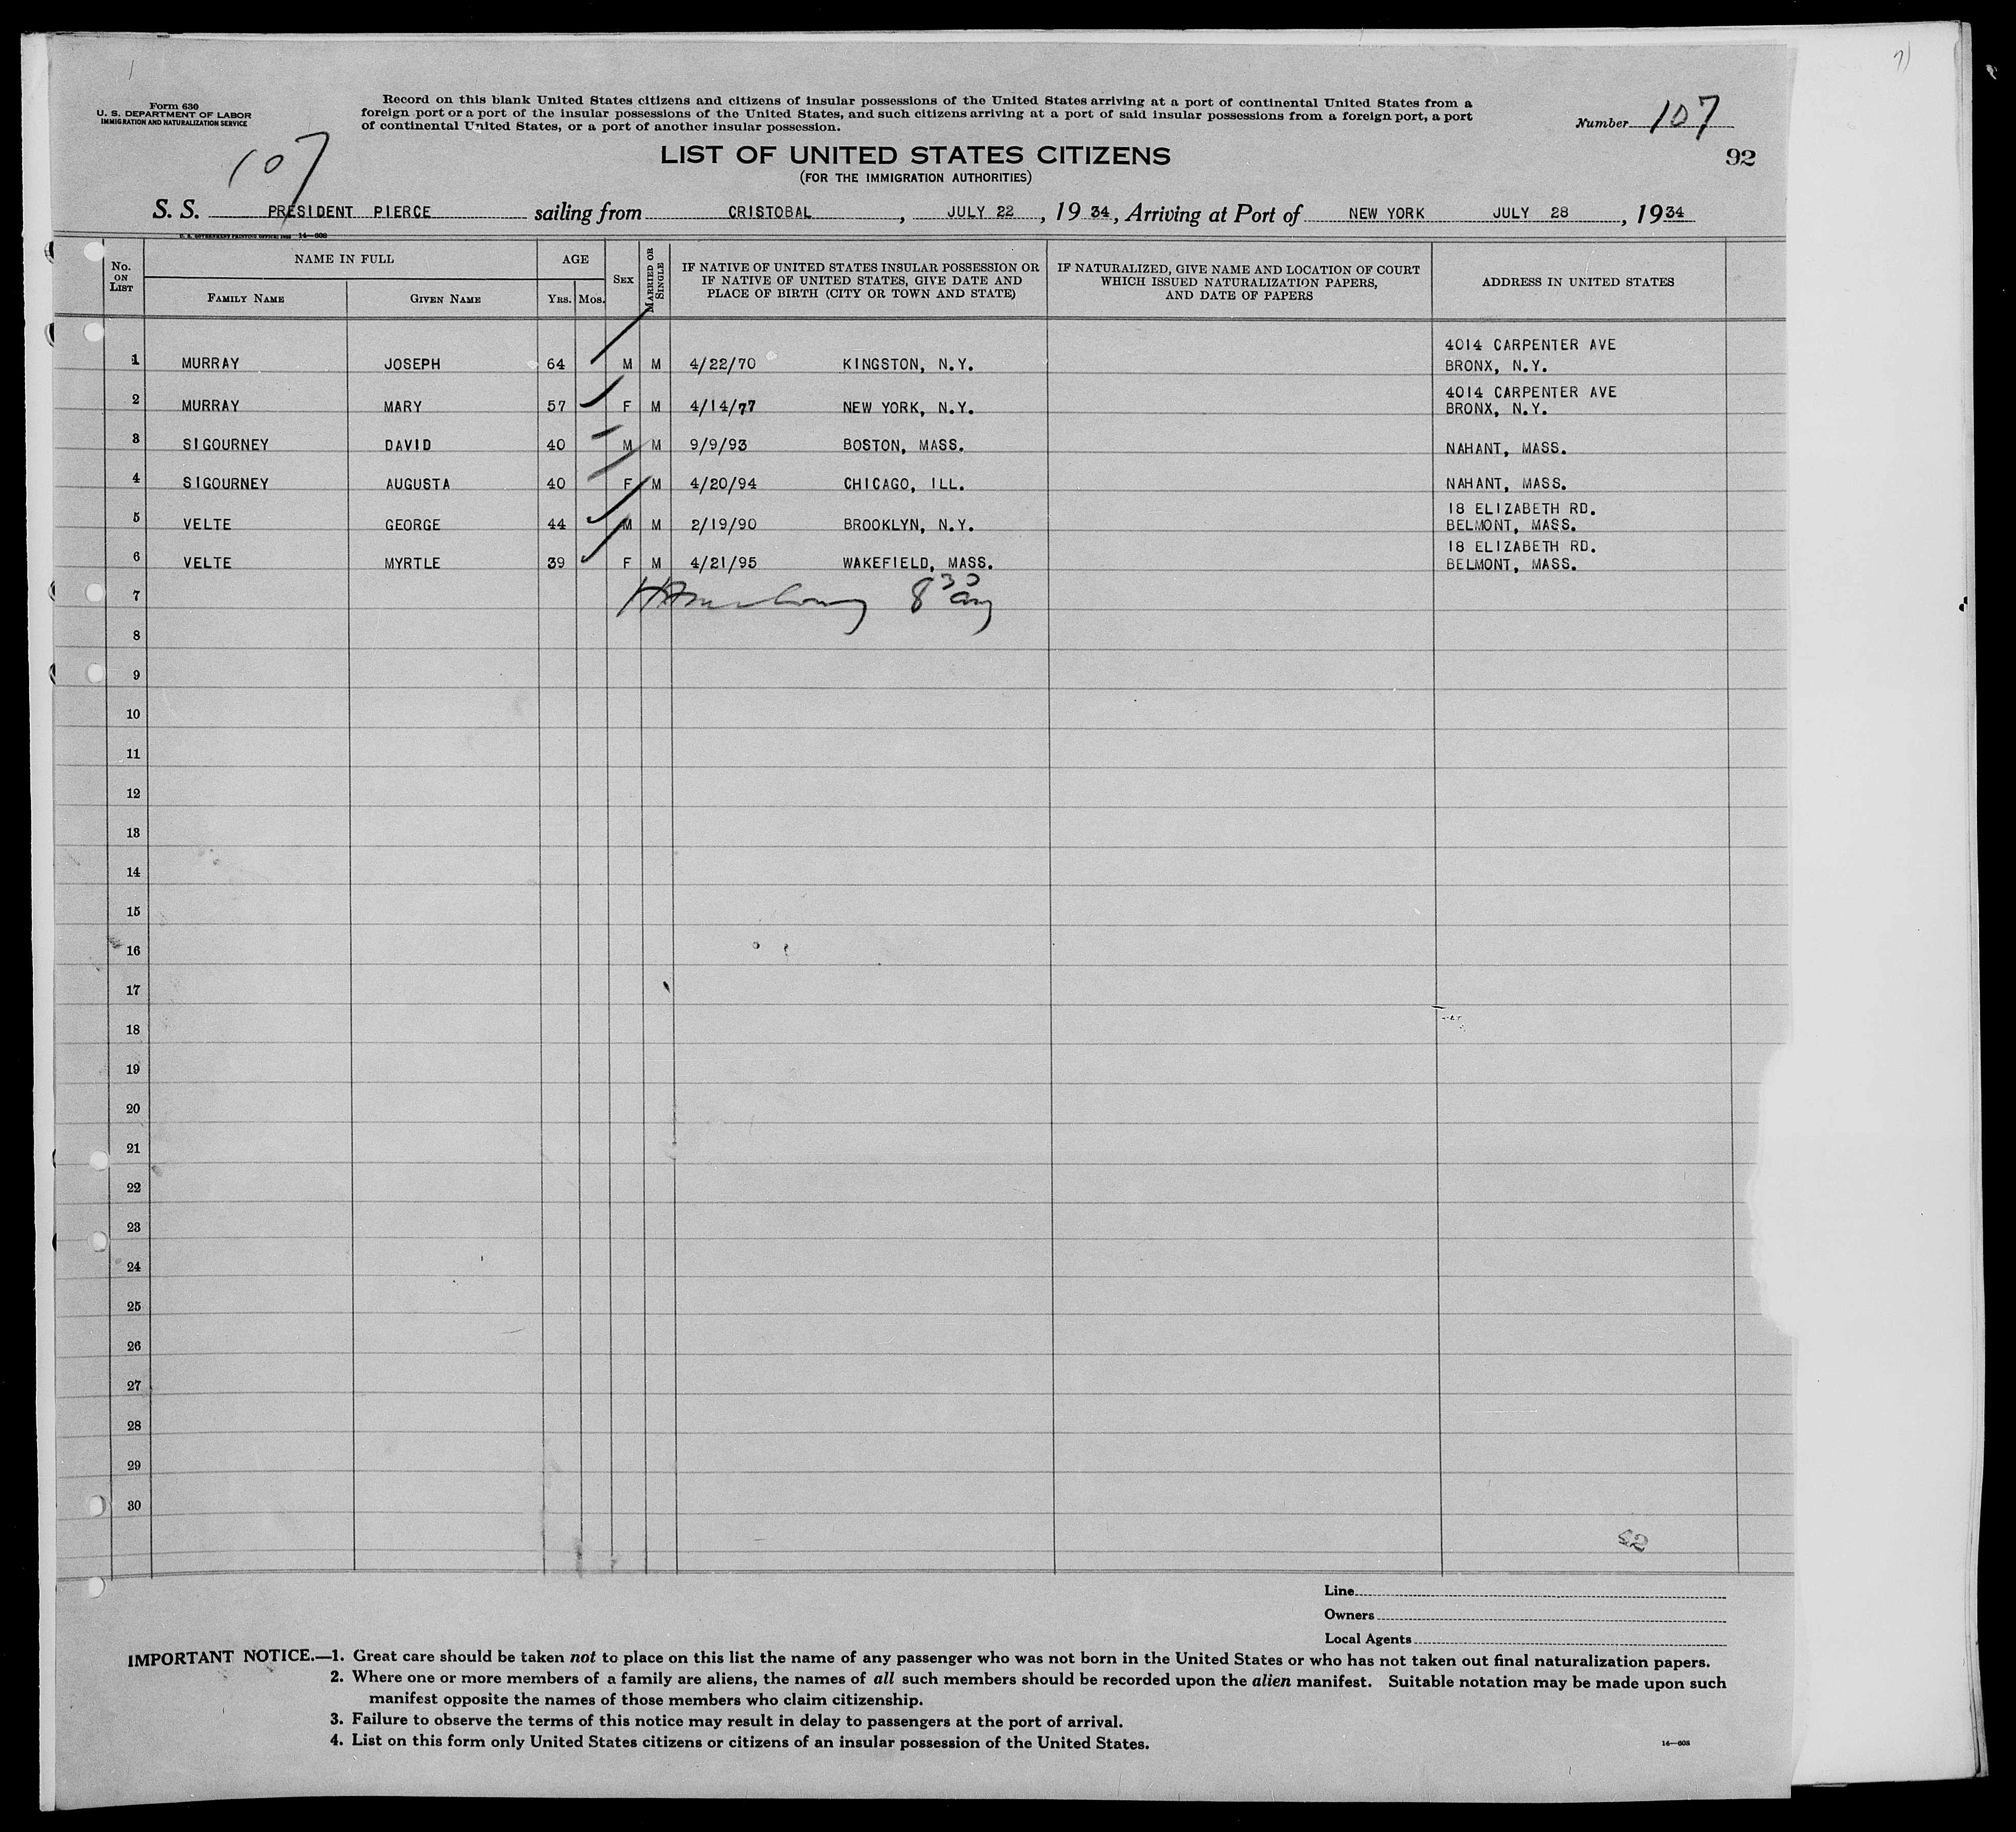 Form 630
U. S. DEPARTMENT OF LABOR
IMMIGRATION AND NATURALIZATION SERVICE
Record on this blank United States citizens and citizens of insular possessions of the United States arriving at a port of continental United States from a
foreign port or a port of the insular possessions of the United States, and such citizens arriving at a port of said insular possessions from a foreign port, a port
of continental United States, or a port of another insular possession.
Number 107
92
107
LIST OF UNITED STATES CITIZENS
(FOR THE IMMIGRATION AUTHORITIES)
S. S. PRESIDENT PIERCE sailing from CRISTOBAL, JULY 22, 1934, Arriving at Port of NEW YORK JULY 28, 1934
14—608
No. ON LIST
NAME IN FULL
FAMILY NAME
GIVEN NAME
AGE
YRS. MOS.
SEX
MARRIED OR SINGLE
IF NATIVE OF UNITED STATES INSULAR POSSESSION OR
IF NATIVE OF UNITED STATES, GIVE DATE AND
PLACE OF BIRTH (CITY OR TOWN AND STATE)
IF NATURALIZED, GIVE NAME AND LOCATION OF COURT
WHICH ISSUED NATURALIZATION PAPERS,
AND DATE OF PAPERS
ADDRESS IN UNITED STATES
4014 CARPENTER AVE
1 MURRAY JOSEPH 64 M M 4/22/70 KINGSTON, N.Y. BRONX, N.Y.
4014 CARPENTER AVE
2 MURRAY MARY 57 F M 4/14/77 NEW YORK, N.Y. BRONX, N.Y.
3 SIGOURNEY DAVID 40 M M 9/9/93 BOSTON, MASS. NAHANT, MASS.
4 SIGOURNEY AUGUSTA 40 F M 4/20/94 CHICAGO, ILL. NAHANT, MASS.
18 ELIZABETH RD.
5 VELTE GEORGE 44 M M 2/19/90 BROOKLYN, N.Y. BELMONT, MASS.
18 ELIZABETH RD.
6 VELTE MYRTLE 39 F M 4/21/95 WAKEFIELD, MASS. BELMONT, MASS.
7 8 30
8
9
10
11
12
13
14
15
16
17
18
19
20
21
22
23
24
25
26
27
28
29
30
Line
Owners
Local Agents
IMPORTANT NOTICE.—1. Great care should be taken not to place on this list the name of any passenger who was not born in the United States or who has not taken out final naturalization papers.
2. Where one or more members of a family are aliens, the names of all such members should be recorded upon the alien manifest. Suitable notation may be made upon such
manifest opposite the names of those members who claim citizenship.
3. Failure to observe the terms of this notice may result in delay to passengers at the port of arrival.
4. List on this form only United States citizens or citizens of an insular possession of the United States.
14—608